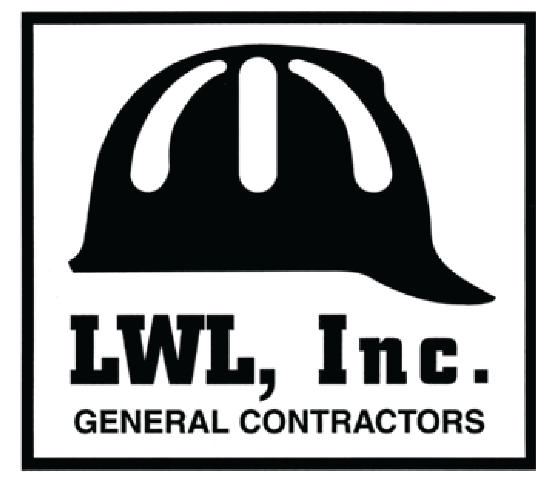 LWL, Inc.
GENERAL CONTRACTORS